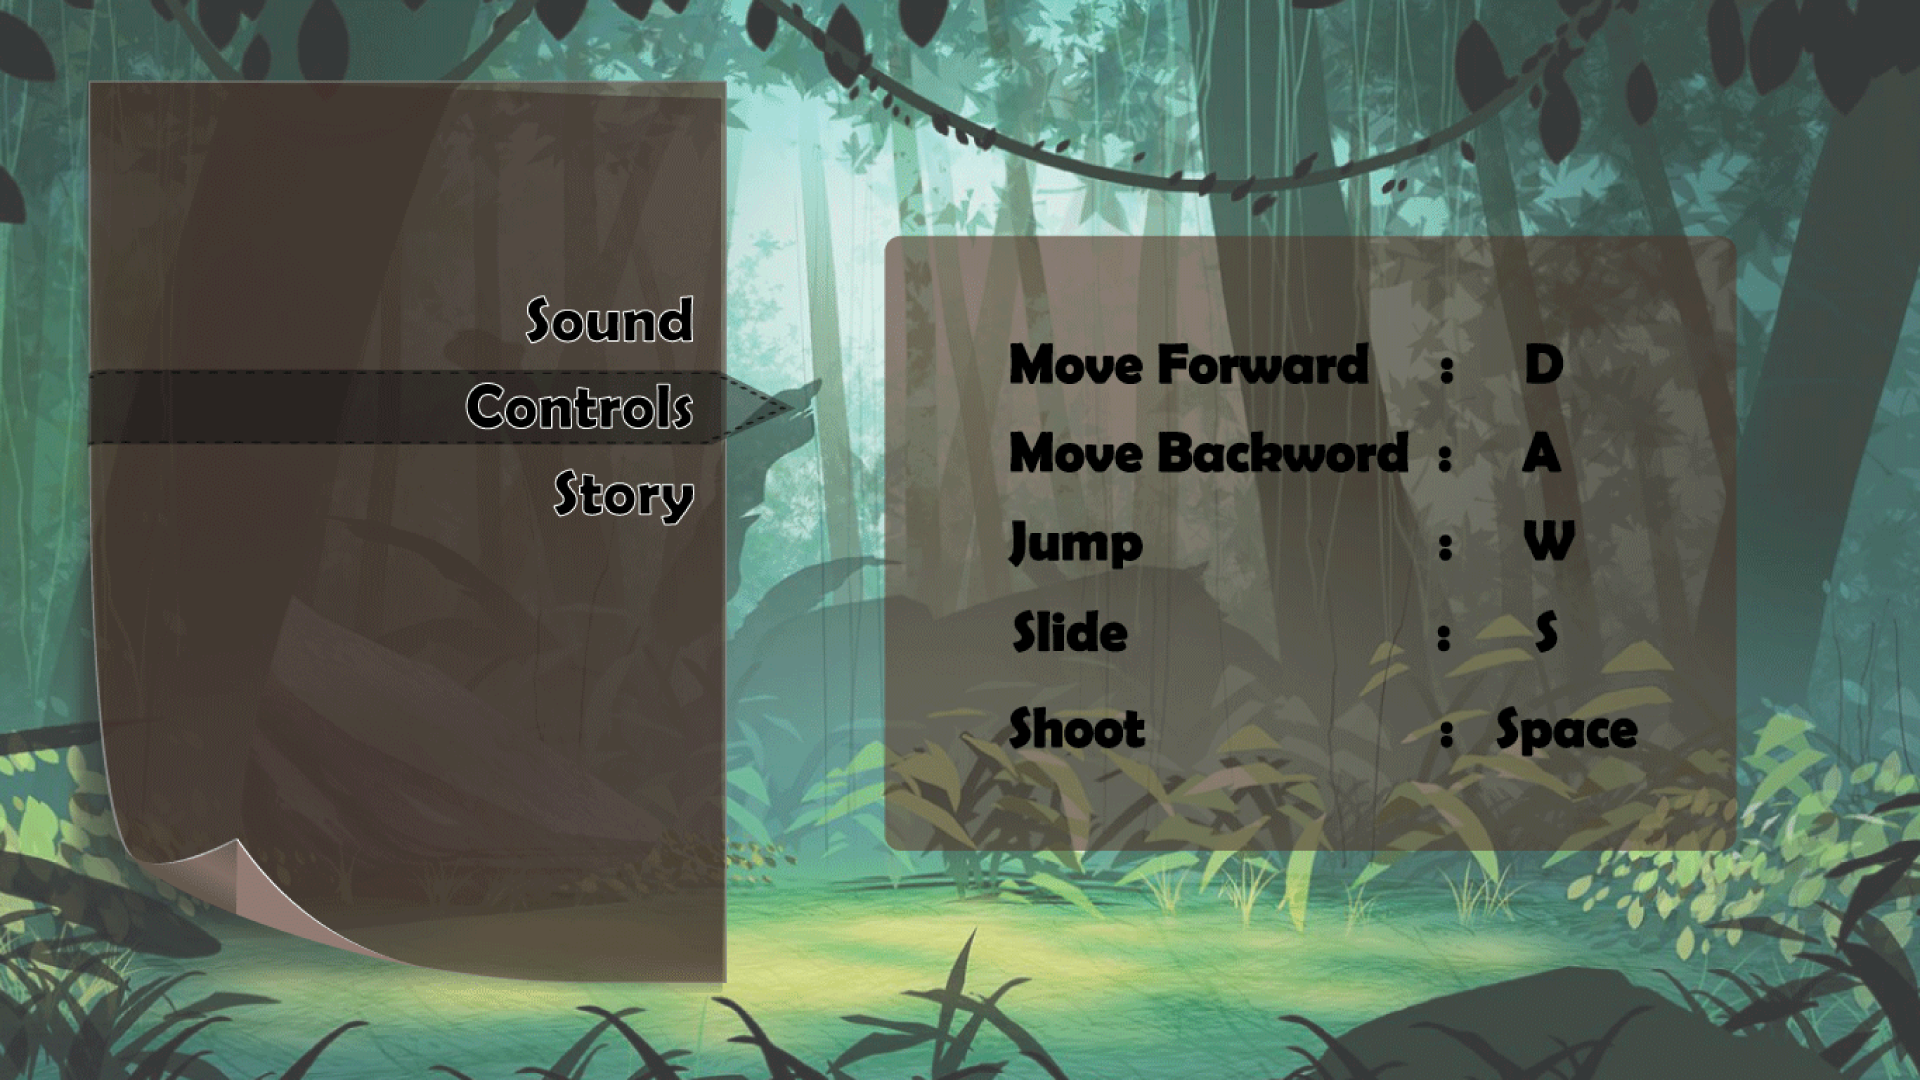 Sound
Controls
Story
Move Forward : D
Move Backword : A
Jump : W
Slide : S
Shoot : Space